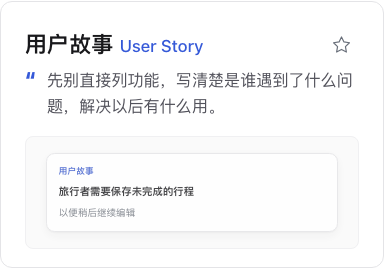 用户故事 User Story
“ 先别直接列功能，写清楚是谁遇到了什么问
题，解决以后有什么用。
用户故事
旅行者需要保存未完成的行程
以便稍后继续编辑